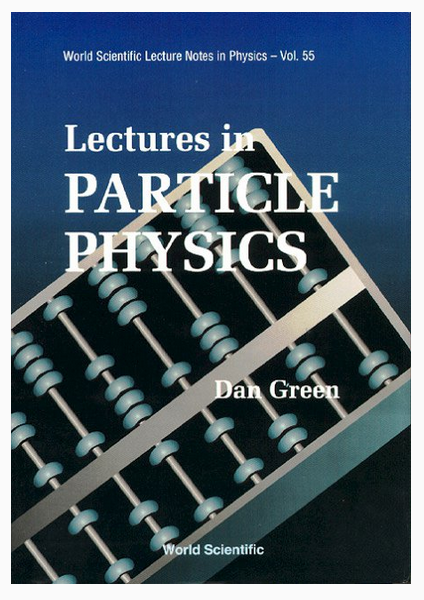 World Scientific Lecture Notes in Physics – Vol. 55
Lectures in
PARTICLE
PHYSICS
Dan Green
World Scientific